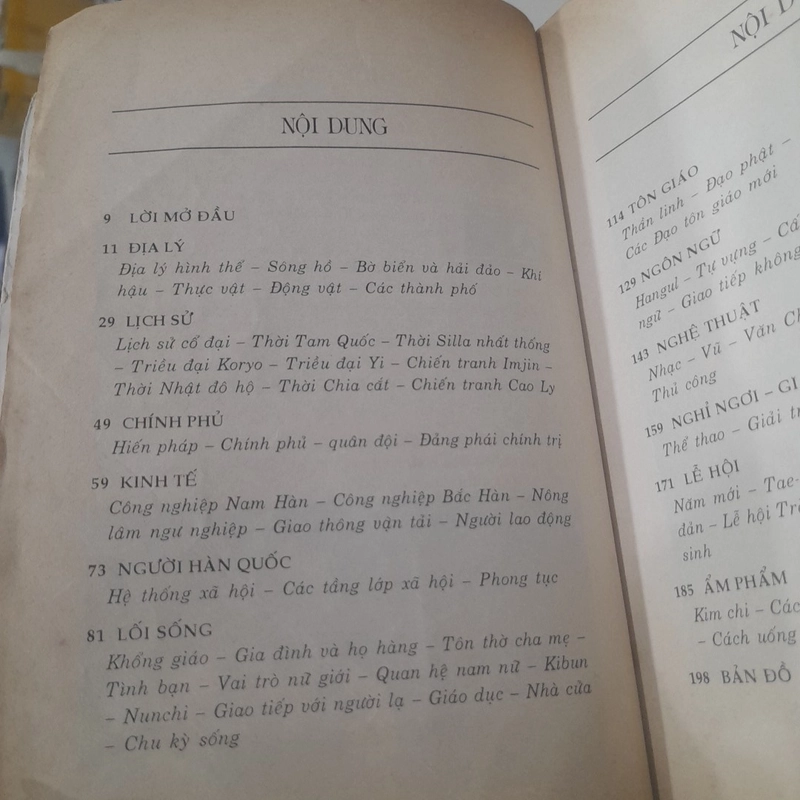 NỘI DUNG
9 LỜI MỞ ĐẦU
11 ĐỊA LÝ
Địa lý hình thể – Sông hồ – Bờ biển và hải đảo – Khí
hậu – Thực vật – Động vật – Các thành phố
29 LỊCH SỬ
Lịch sử cổ đại – Thời Tam Quốc – Thời Silla nhất thống
– Triều đại Koryo – Triều đại Yi – Chiến tranh Imjin –
Thời Nhật đô hộ – Thời Chia cắt – Chiến tranh Cao Ly
49 CHÍNH PHỦ
Hiến pháp – Chính phủ – quân đội – Đảng phái chính trị
59 KINH TẾ
Công nghiệp Nam Hàn – Công nghiệp Bắc Hàn – Nông
lâm ngư nghiệp – Giao thông vận tải – Người lao động
73 NGƯỜI HÀN QUỐC
Hệ thống xã hội – Các tầng lớp xã hội – Phong tục
81 LỐI SỐNG
Khổng giáo – Gia đình và họ hàng – Tôn thờ cha mẹ –
Tình bạn – Vai trò nữ giới – Quan hệ nam nữ – Kibun
– Nunchi – Giao tiếp với người lạ – Giáo dục – Nhà cửa
– Chu kỳ sống
NỘI DUNG
114 TÔN GIÁO
Thần linh – Đạo phật –
Các Đạo tôn giáo mới
129 NGÔN NGỮ
Hangul – Tự vựng –
ngữ – Giao tiếp không
143 NGHỆ THUẬT
Nhạc – Vũ – Văn
Thủ công
159 NGHỈ NGƠI –
Thể thao – Giải
171 LỄ HỘI
Năm mới – Tae-
dân – Lễ hội
sinh
185 ẨM PHẨM
Kim chi – Các
– Cách uống
198 BẢN ĐỒ